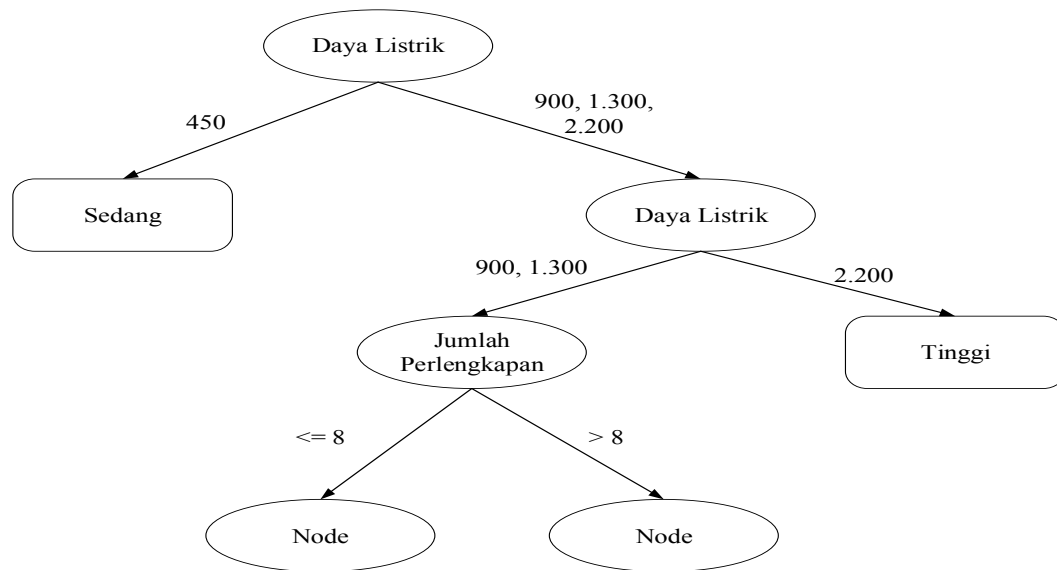 Daya Listrik
450
900, 1.300,
2.200
Sedang
Daya Listrik
900, 1.300
2.200
Jumlah
Perlengkapan
Tinggi
<= 8
> 8
Node
Node